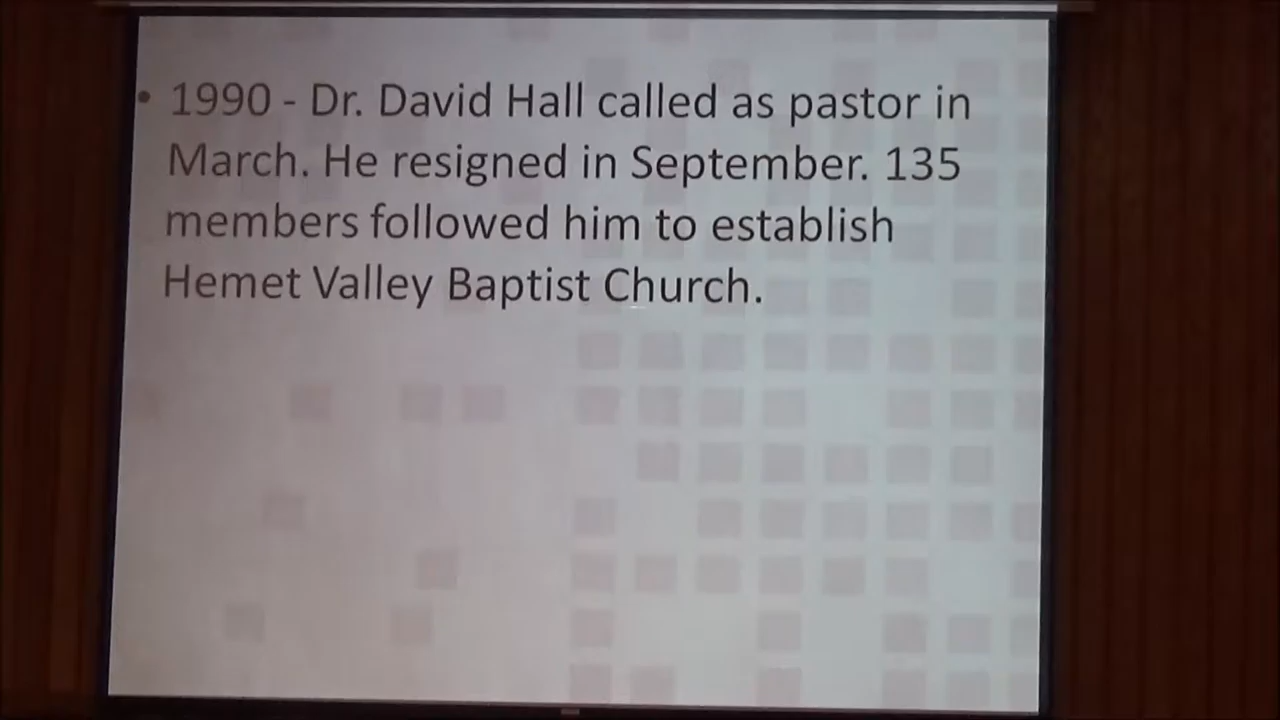 • 1990 - Dr. David Hall called as pastor in
March. He resigned in September. 135
members followed him to establish
Hemet Valley Baptist Church.